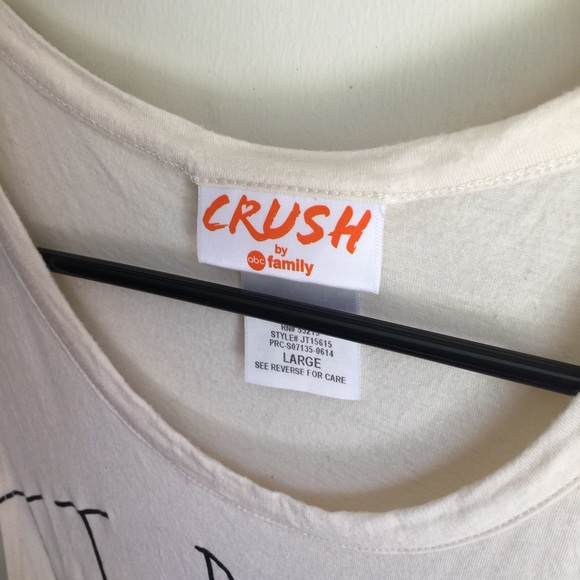 CRUSH
by
abc family
STYLE# JT15615
PRC-S07135-0614
LARGE
SEE REVERSE FOR CARE